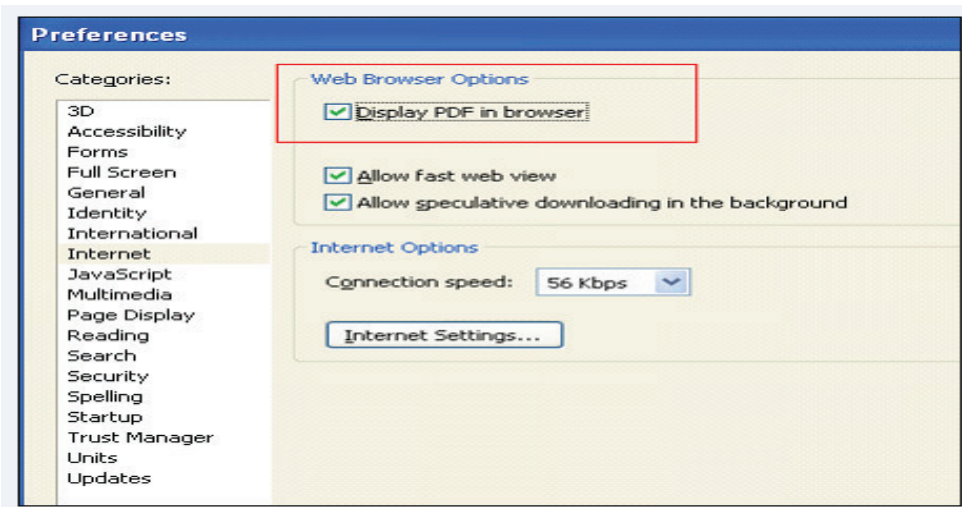 Preferences
Categories:
3D
Accessibility
Forms
Full Screen
General
Identity
International
Internet
JavaScript
Multimedia
Page Display
Reading
Search
Security
Spelling
Startup
Trust Manager
Units
Updates
Web Browser Options
Display PDF in browser
Allow fast web view
Allow speculative downloading in the background
Internet Options
Connection speed: 56 Kbps
Internet Settings...